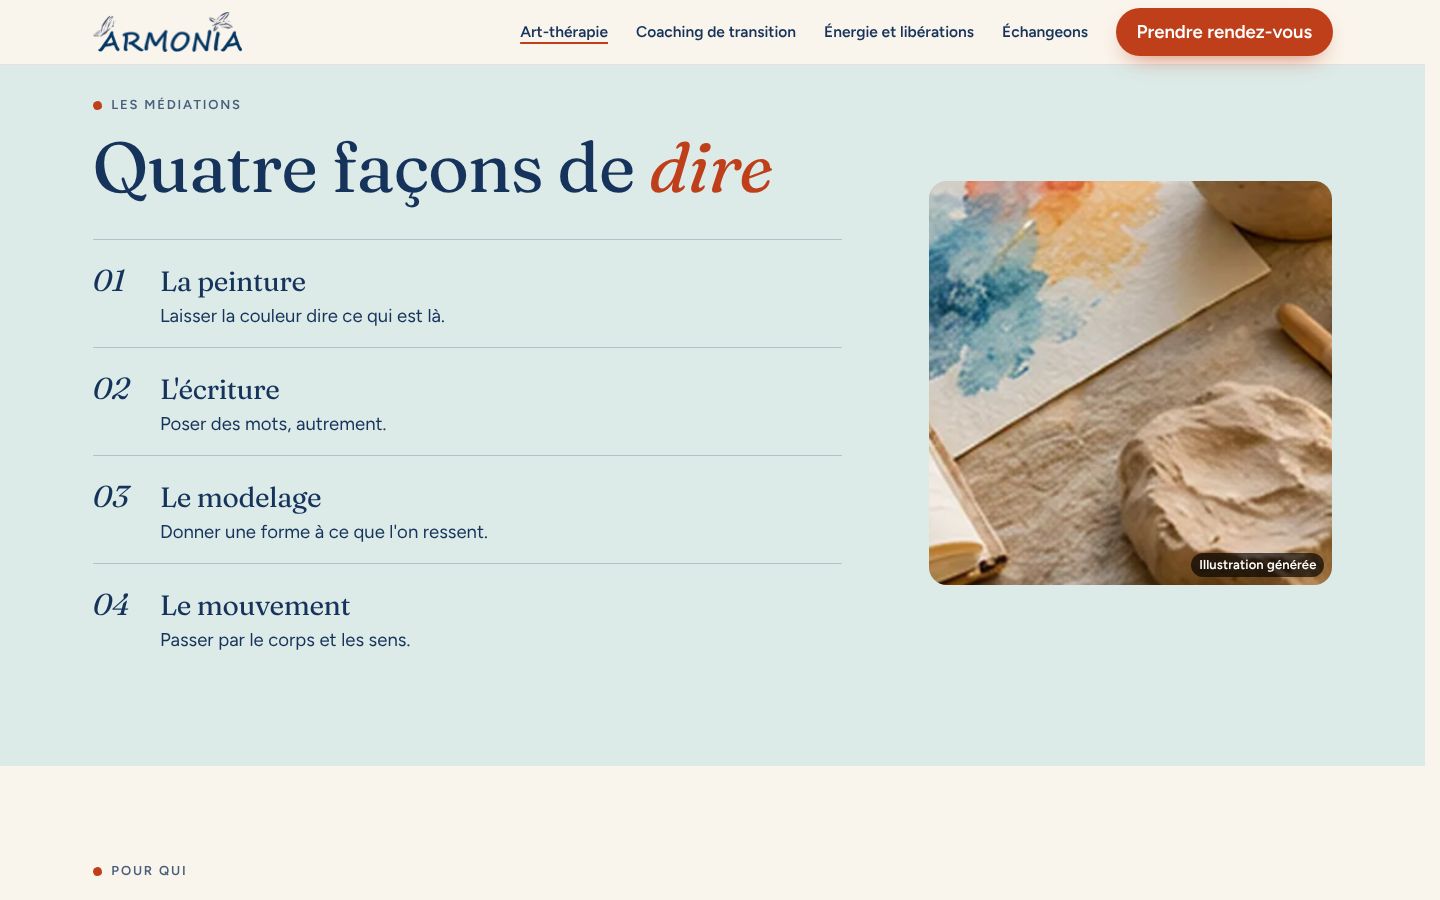 ARMONIA
Art-thérapie
Coaching de transition
Énergie et libérations
Échangeons
Prendre rendez-vous
LES MÉDIATIONS
Quatre façons de dire
01 La peinture
Laisser la couleur dire ce qui est là.
02 L'écriture
Poser des mots, autrement.
03 Le modelage
Donner une forme à ce que l'on ressent.
04 Le mouvement
Passer par le corps et les sens.
Illustration générée
POUR QUI